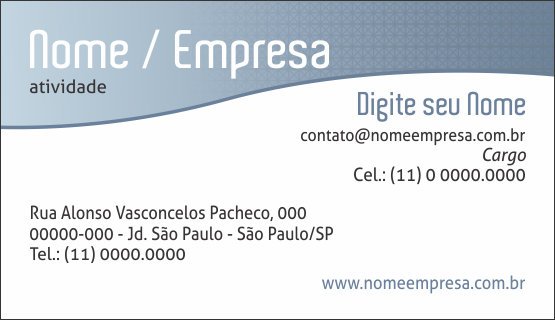 Nome / Empresa
atividade
Digite seu Nome
contato@nomeempresa.com.br
Cargo
Cel.: (11) 0 0000.0000
Rua Alonso Vasconcelos Pacheco, 000
00000-000 - Jd. São Paulo - São Paulo/SP
Tel.: (11) 0000.0000
www.nomeempresa.com.br